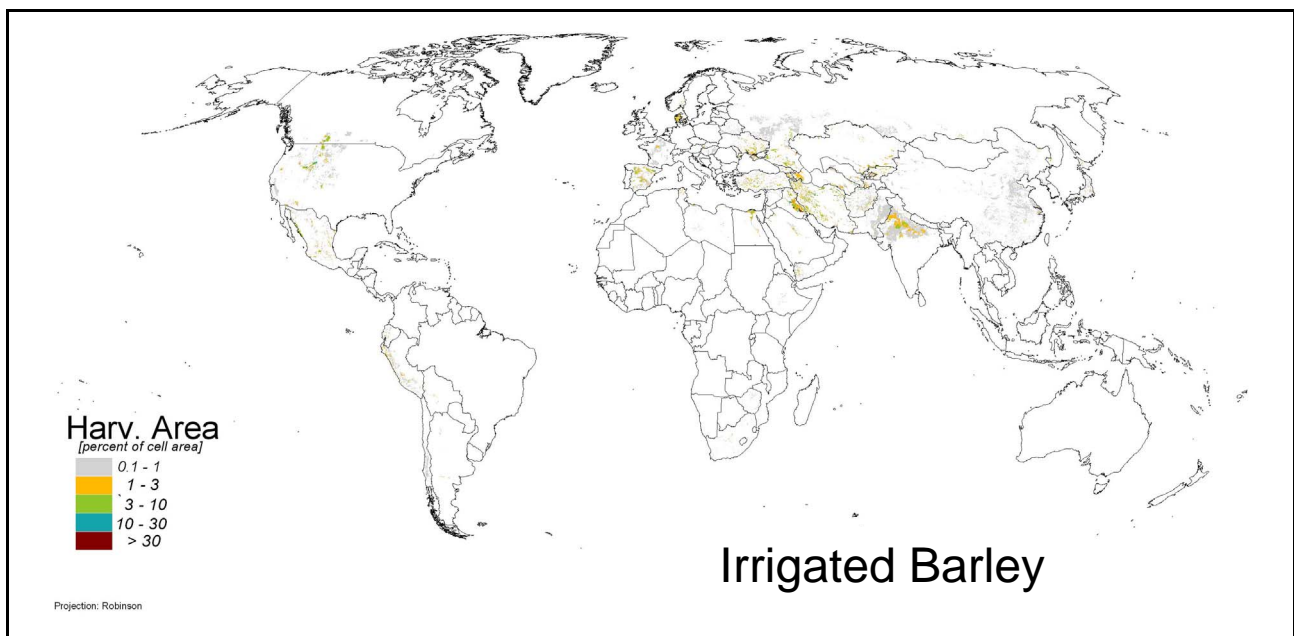 Harv. Area
[percent of cell area]
0.1 - 1
1 - 3
3 - 10
10 - 30
> 30
Irrigated Barley
Projection: Robinson